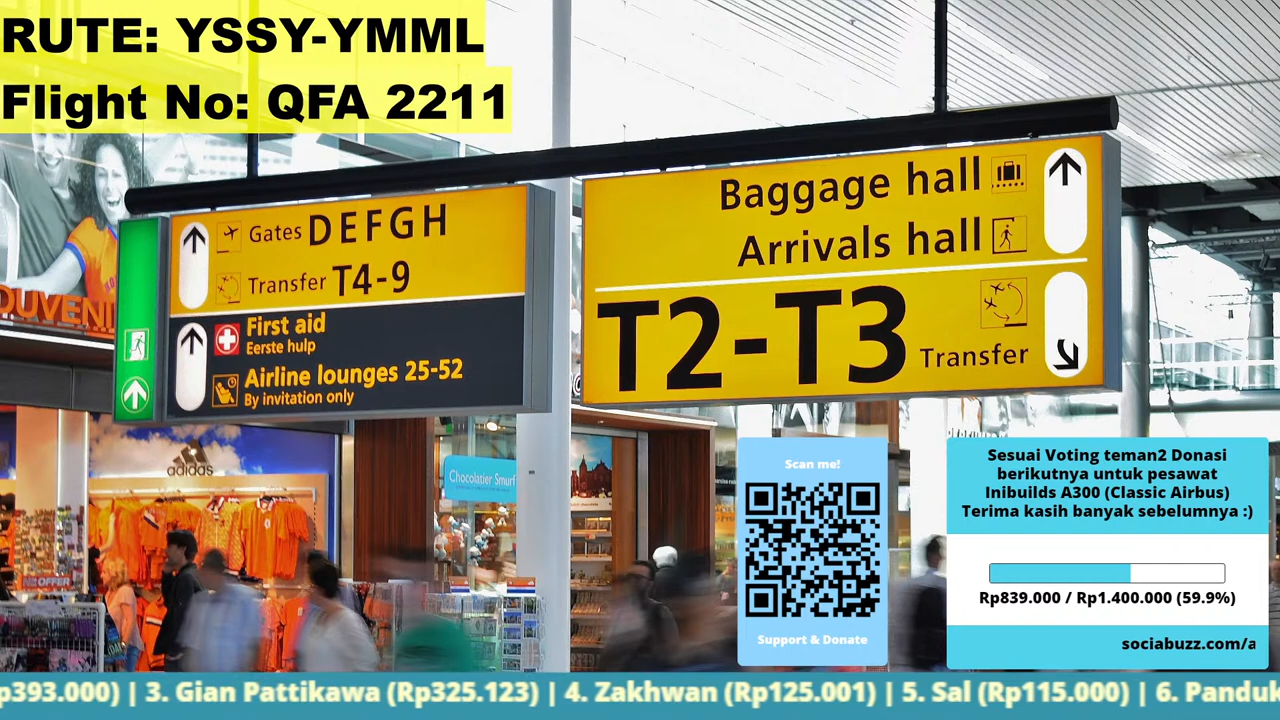 RUTE: YSSY-YMML
Flight No: QFA 2211
Gates DEFGH
Transfer T4-9
First aid
Eerste hulp
Airline lounges 25-52
By invitation only
Baggage hall
Arrivals hall
T2-T3 Transfer
adidas
Chocolatier Smurf
OFFER
Scan me!
Support & Donate
Sesuai Voting teman2 Donasi
berikutnya untuk pesawat
Inibuilds A300 (Classic Airbus)
Terima kasih banyak sebelumnya :)
Rp839.000 / Rp1.400.000 (59.9%)
sociabuzz.com/a
p393.000) | 3. Gian Pattikawa (Rp325.123) | 4. Zakhwan (Rp125.001) | 5. Sal (Rp115.000) | 6. Panduk